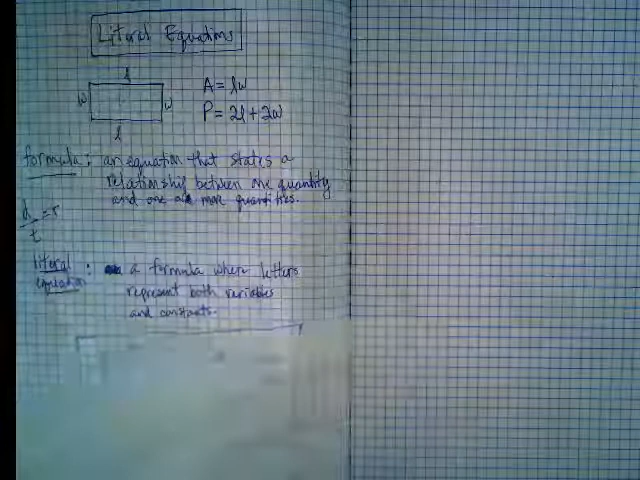 Literal Equations
l
w
w
l
A = lw
P = 2l + 2w
formula: an equation that states a
relationship between one quantity
and one or more quantities.
d/t = r
literal equation: a formula where letters
represent both variables
and constants.